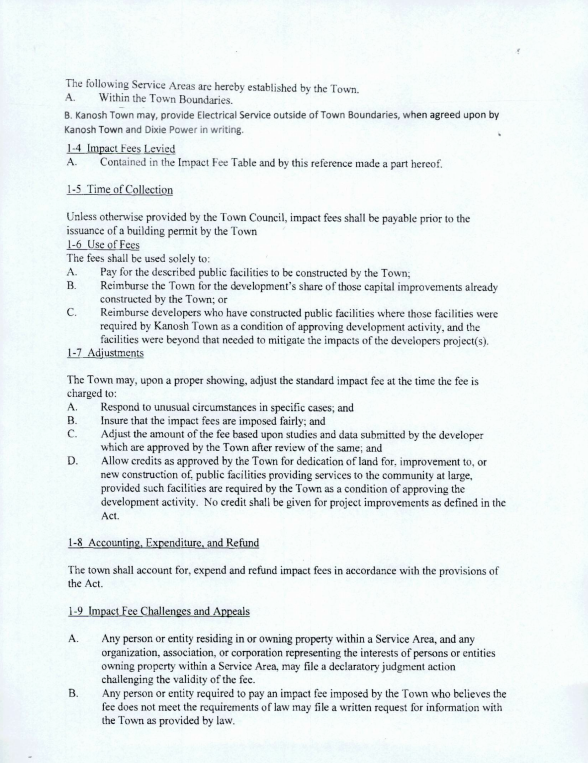 The following Service Areas are hereby established by the Town.
A. Within the Town Boundaries.
B. Kanosh Town may, provide Electrical Service outside of Town Boundaries, when agreed upon by
Kanosh Town and Dixie Power in writing.
1-4 Impact Fees Levied
A. Contained in the Impact Fee Table and by this reference made a part hereof.
1-5 Time of Collection
Unless otherwise provided by the Town Council, impact fees shall be payable prior to the
issuance of a building permit by the Town
1-6 Use of Fees
The fees shall be used solely to:
A. Pay for the described public facilities to be constructed by the Town;
B. Reimburse the Town for the development's share of those capital improvements already
constructed by the Town; or
C. Reimburse developers who have constructed public facilities where those facilities were
required by Kanosh Town as a condition of approving development activity, and the
facilities were beyond that needed to mitigate the impacts of the developers project(s).
1-7 Adjustments
The Town may, upon a proper showing, adjust the standard impact fee at the time the fee is
charged to:
A. Respond to unusual circumstances in specific cases; and
B. Insure that the impact fees are imposed fairly; and
C. Adjust the amount of the fee based upon studies and data submitted by the developer
which are approved by the Town after review of the same; and
D. Allow credits as approved by the Town for dedication of land for, improvement to, or
new construction of, public facilities providing services to the community at large,
provided such facilities are required by the Town as a condition of approving the
development activity. No credit shall be given for project improvements as defined in the
Act.
1-8 Accounting, Expenditure, and Refund
The town shall account for, expend and refund impact fees in accordance with the provisions of
the Act.
1-9 Impact Fee Challenges and Appeals
A. Any person or entity residing in or owning property within a Service Area, and any
organization, association, or corporation representing the interests of persons or entities
owning property within a Service Area, may file a declaratory judgment action
challenging the validity of the fee.
B. Any person or entity required to pay an impact fee imposed by the Town who believes the
fee does not meet the requirements of law may file a written request for information with
the Town as provided by law.